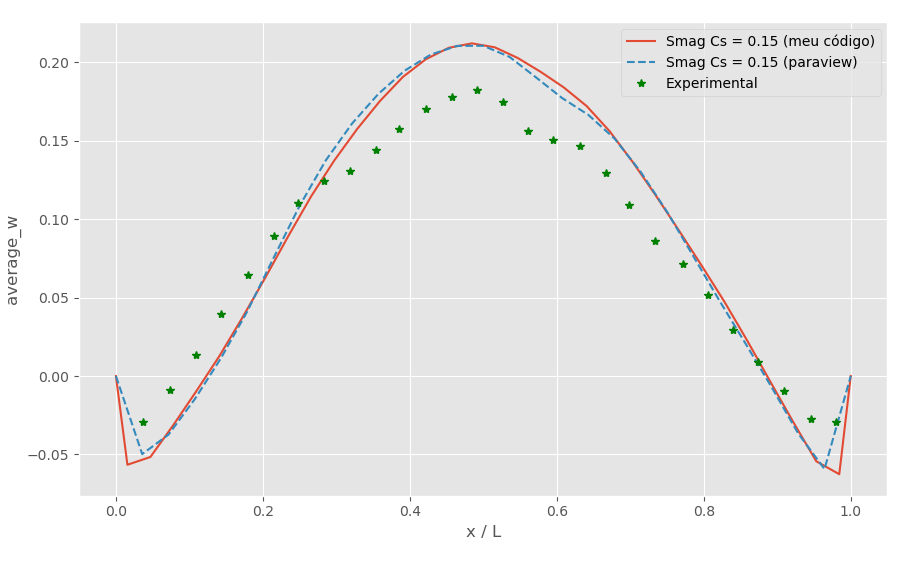 Smag Cs = 0.15 (meu código)
Smag Cs = 0.15 (paraview)
Experimental
0.20
0.15
0.10
0.05
0.00
−0.05
average_w
0.0 0.2 0.4 0.6 0.8 1.0
x / L